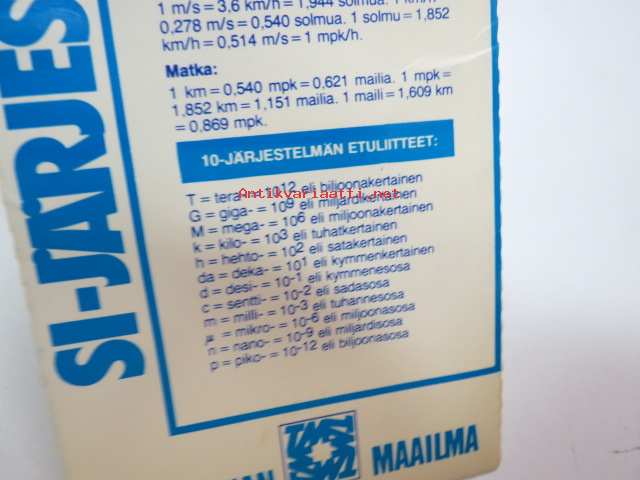 1 m/s = 3,6 km/h = 1,944 solmua. 1 km/h
0,278 m/s = 0,540 solmua. 1 solmu = 1,852
km/h = 0,514 m/s = 1 mpk/h.
Matka:
1 km = 0,540 mpk = 0,621 mailia. 1 mpk =
1,852 km = 1,151 mailia. 1 maili = 1,609 km
= 0,869 mpk.
10-JÄRJESTELMÄN ETULIITTEET:
T = tera- = 10¹² eli biljoonakertainen
G = giga- = 10⁹ eli miljardikertainen
M = mega- = 10⁶ eli miljoonakertainen
k = kilo- = 10³ eli tuhatkertainen
h = hehto- = 10² eli satakertainen
da = deka- = 10¹ eli kymmenkertainen
d = desi- = 10-1 eli kymmenesosa
c = sentti- = 10-2 eli sadasosa
m = milli- = 10-3 eli tuhannesosa
µ = mikro- = 10-6 eli miljoonasosa
n = nano- = 10-9 eli miljardisosa
p = piko- = 10-12 eli biljoonasosa
SI-JÄRJES
MAAILMA
TM
Antikvariaatti.net